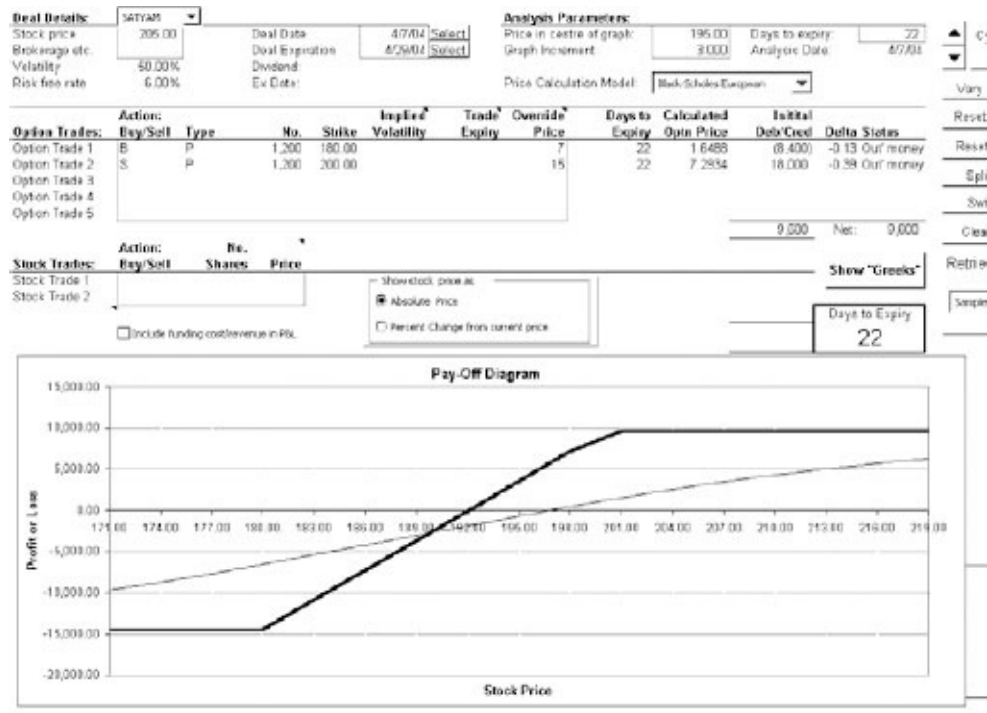 Deal Details: SATYAM Analysis Parameters:
Stock price 205.00 Deal Date 4/7/04 Select Price in centre of graph: 195.00 Days to expiry: 22
Brokerage etc. Deal Expiration 4/29/04 Select Graph Increment 3.000 Analysis Date: 4/7/04
Volatility 50.00% Dividend:
Risk free rate 6.00% Ex Date: Price Calculation Model: Black-Scholes European
Vary
Action: Implied Trade Override Days to Calculated Initital
Option Trades: Buy/Sell Type No. Strike Volatility Expiry Price Expiry Optn Price Deb'Cred Delta Status
Option Trade 1 B P 1,200 180.00 7 22 1.6488 (8,400) -0.13 Out' money
Option Trade 2 S P 1,200 200.00 15 22 7.2934 18,000 -0.39 Out' money
Option Trade 3
Option Trade 4
Option Trade 5
9,600 Net: 9,600
Action: No.
Stock Trades: Buy/Sell Shares Price
Show "Greeks"
Stock Trade 1
Stock Trade 2
Show stock price as
Absolute Price
Percent Change from current price
Include funding cost/revenue in P&L
Days to Expiry
22
Pay-Off Diagram
15,000.00
10,000.00
5,000.00
0.00
171.00 174.00 177.00 180.00 183.00 186.00 189.00 192.00 195.00 198.00 201.00 204.00 207.00 210.00 213.00 216.00 219.00
-5,000.00
-10,000.00
-15,000.00
-20,000.00
Profit or Loss
Stock Price